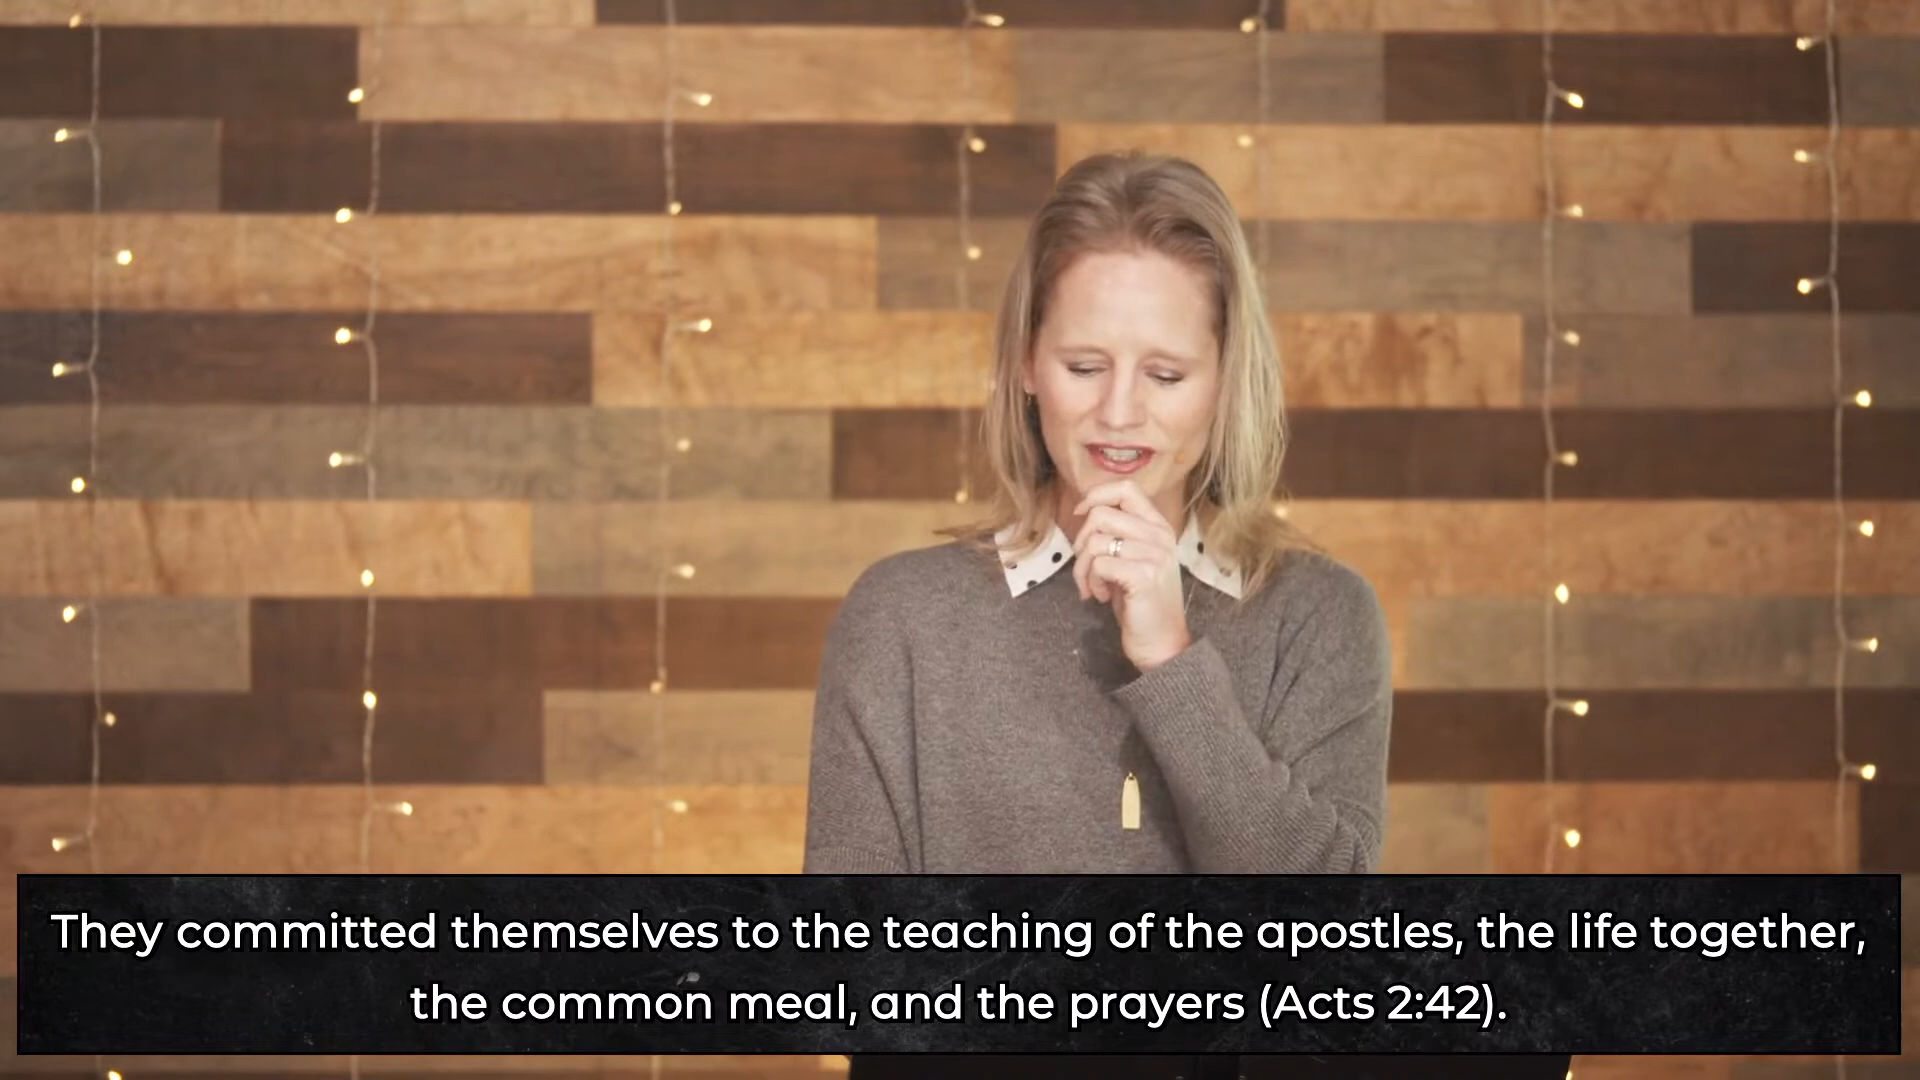 They committed themselves to the teaching of the apostles, the life together,
the common meal, and the prayers (Acts 2:42).